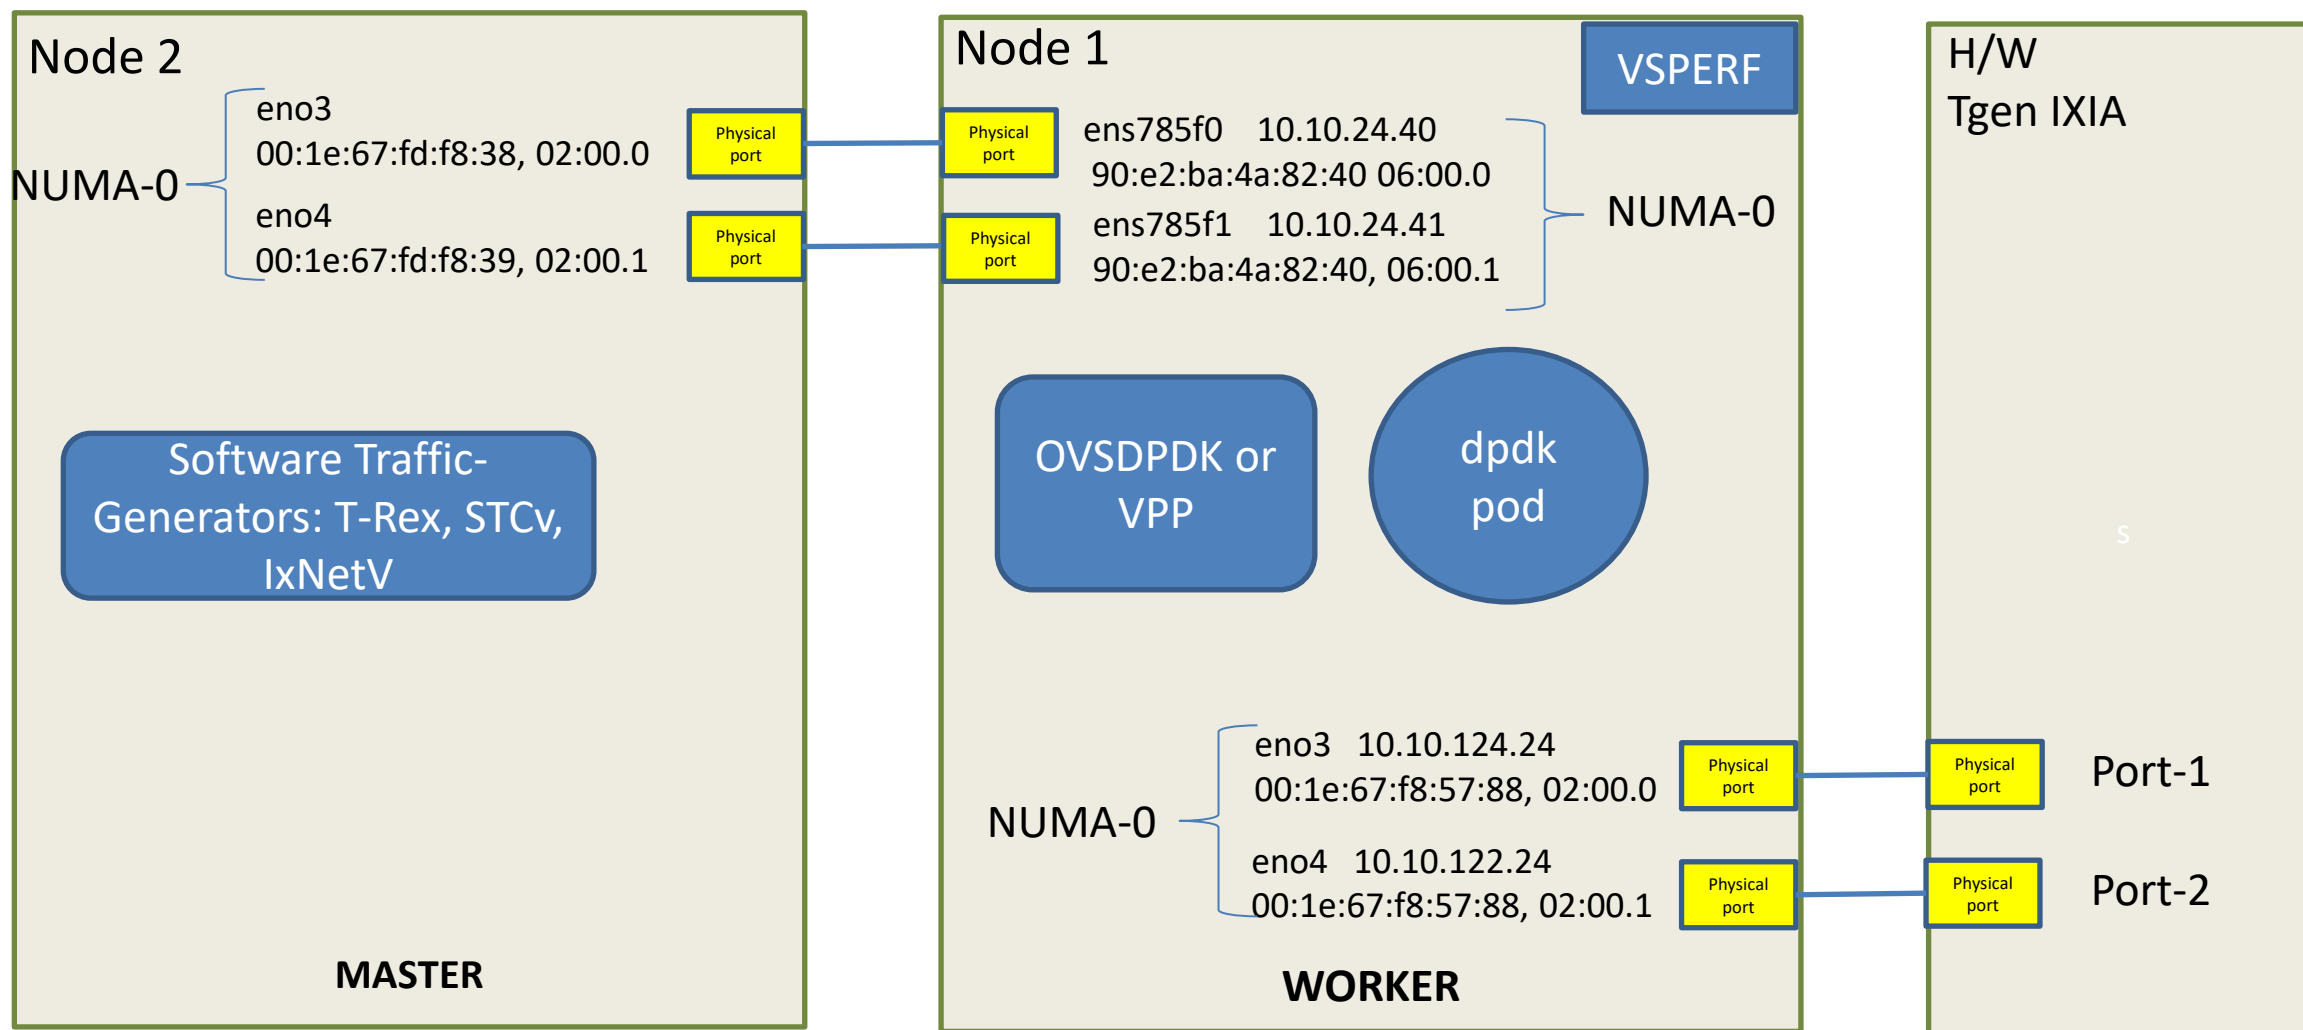 Node 2
eno3
00:1e:67:fd:f8:38, 02:00.0
NUMA-0
eno4
00:1e:67:fd:f8:39, 02:00.1
Physical
port
Physical
port
Software Traffic-
Generators: T-Rex, STCv,
IxNetV
MASTER
Node 1
VSPERF
Physical
port
ens785f0 10.10.24.40
90:e2:ba:4a:82:40 06:00.0
Physical
port
ens785f1 10.10.24.41
90:e2:ba:4a:82:40, 06:00.1
NUMA-0
OVSDPDK or
VPP
dpdk
pod
NUMA-0
eno3 10.10.124.24
00:1e:67:f8:57:88, 02:00.0
eno4 10.10.122.24
00:1e:67:f8:57:88, 02:00.1
Physical
port
Physical
port
WORKER
H/W
Tgen IXIA
s
Physical
port
Port-1
Physical
port
Port-2